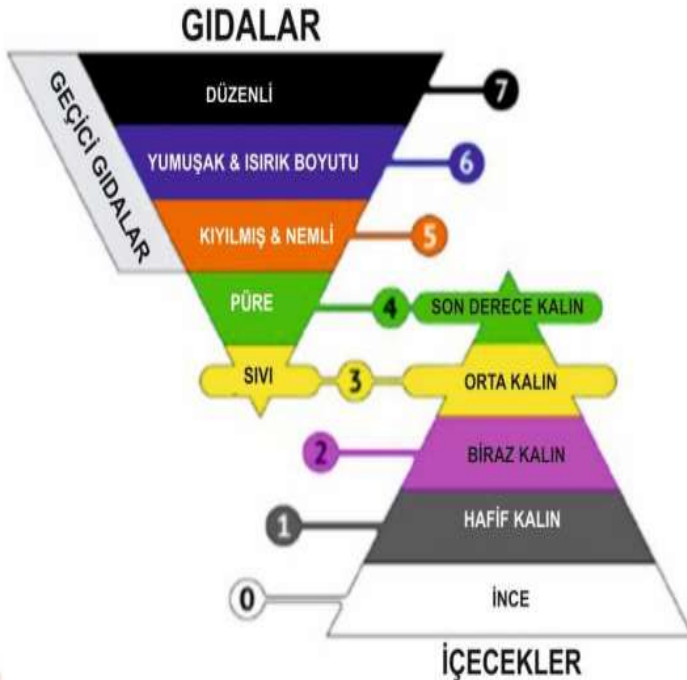 GIDALAR
GEÇİCİ GIDALAR
DÜZENLİ
7
YUMUŞAK & ISIRIK BOYUTU
6
KIYILMIŞ & NEMLİ
5
PÜRE
4
SON DERECE KALIN
SIVI
3
ORTA KALIN
2
BİRAZ KALIN
1
HAFİF KALIN
0
İNCE
İÇECEKLER